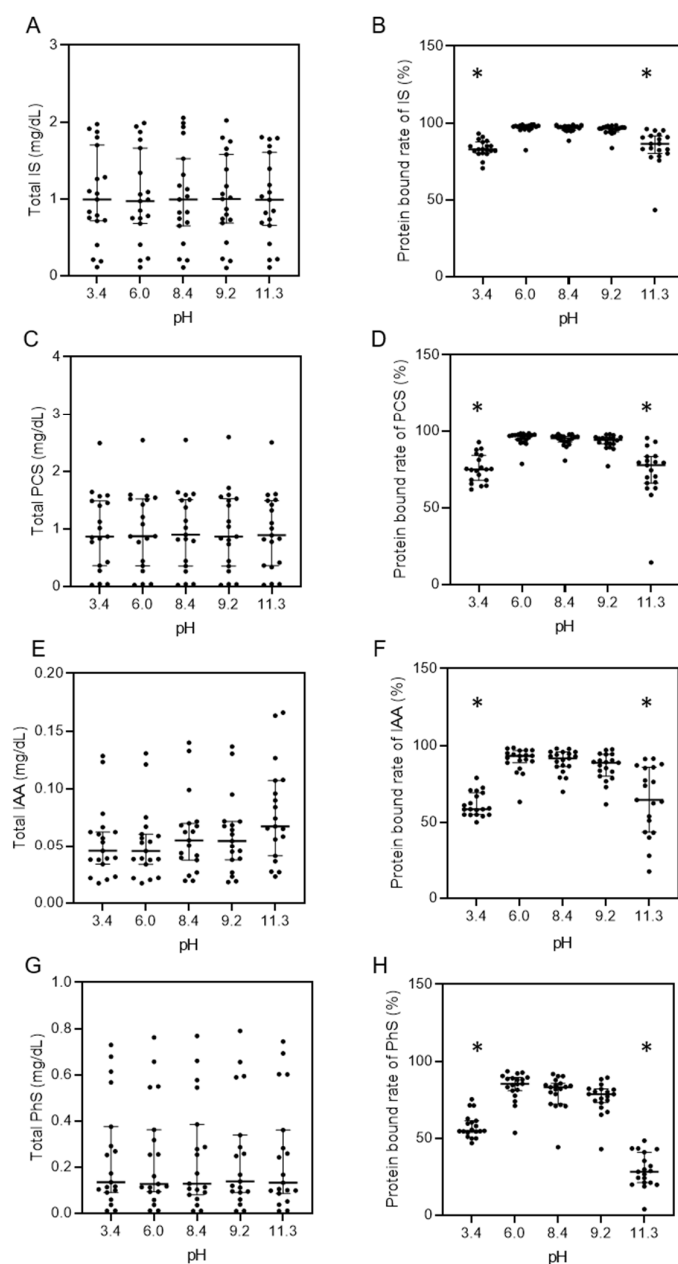 A
Total IS (mg/dL)
3
2
1
0
3.4 6.0 8.4 9.2 11.3
pH
B
Protein bound rate of IS (%)
150
100
50
0
* *
3.4 6.0 8.4 9.2 11.3
pH
C
Total PCS (mg/dL)
4
3
2
1
0
3.4 6.0 8.4 9.2 11.3
pH
D
Protein bound rate of PCS (%)
150
100
50
0
* *
3.4 6.0 8.4 9.2 11.3
pH
E
Total IAA (mg/dL)
0.20
0.15
0.10
0.05
0.00
3.4 6.0 8.4 9.2 11.3
pH
F
Protein bound rate of IAA (%)
150
100
50
0
* *
3.4 6.0 8.4 9.2 11.3
pH
G
Total PhS (mg/dL)
1.0
0.8
0.6
0.4
0.2
0.0
3.4 6.0 8.4 9.2 11.3
pH
H
Protein bound rate of PhS (%)
150
100
50
0
* *
3.4 6.0 8.4 9.2 11.3
pH